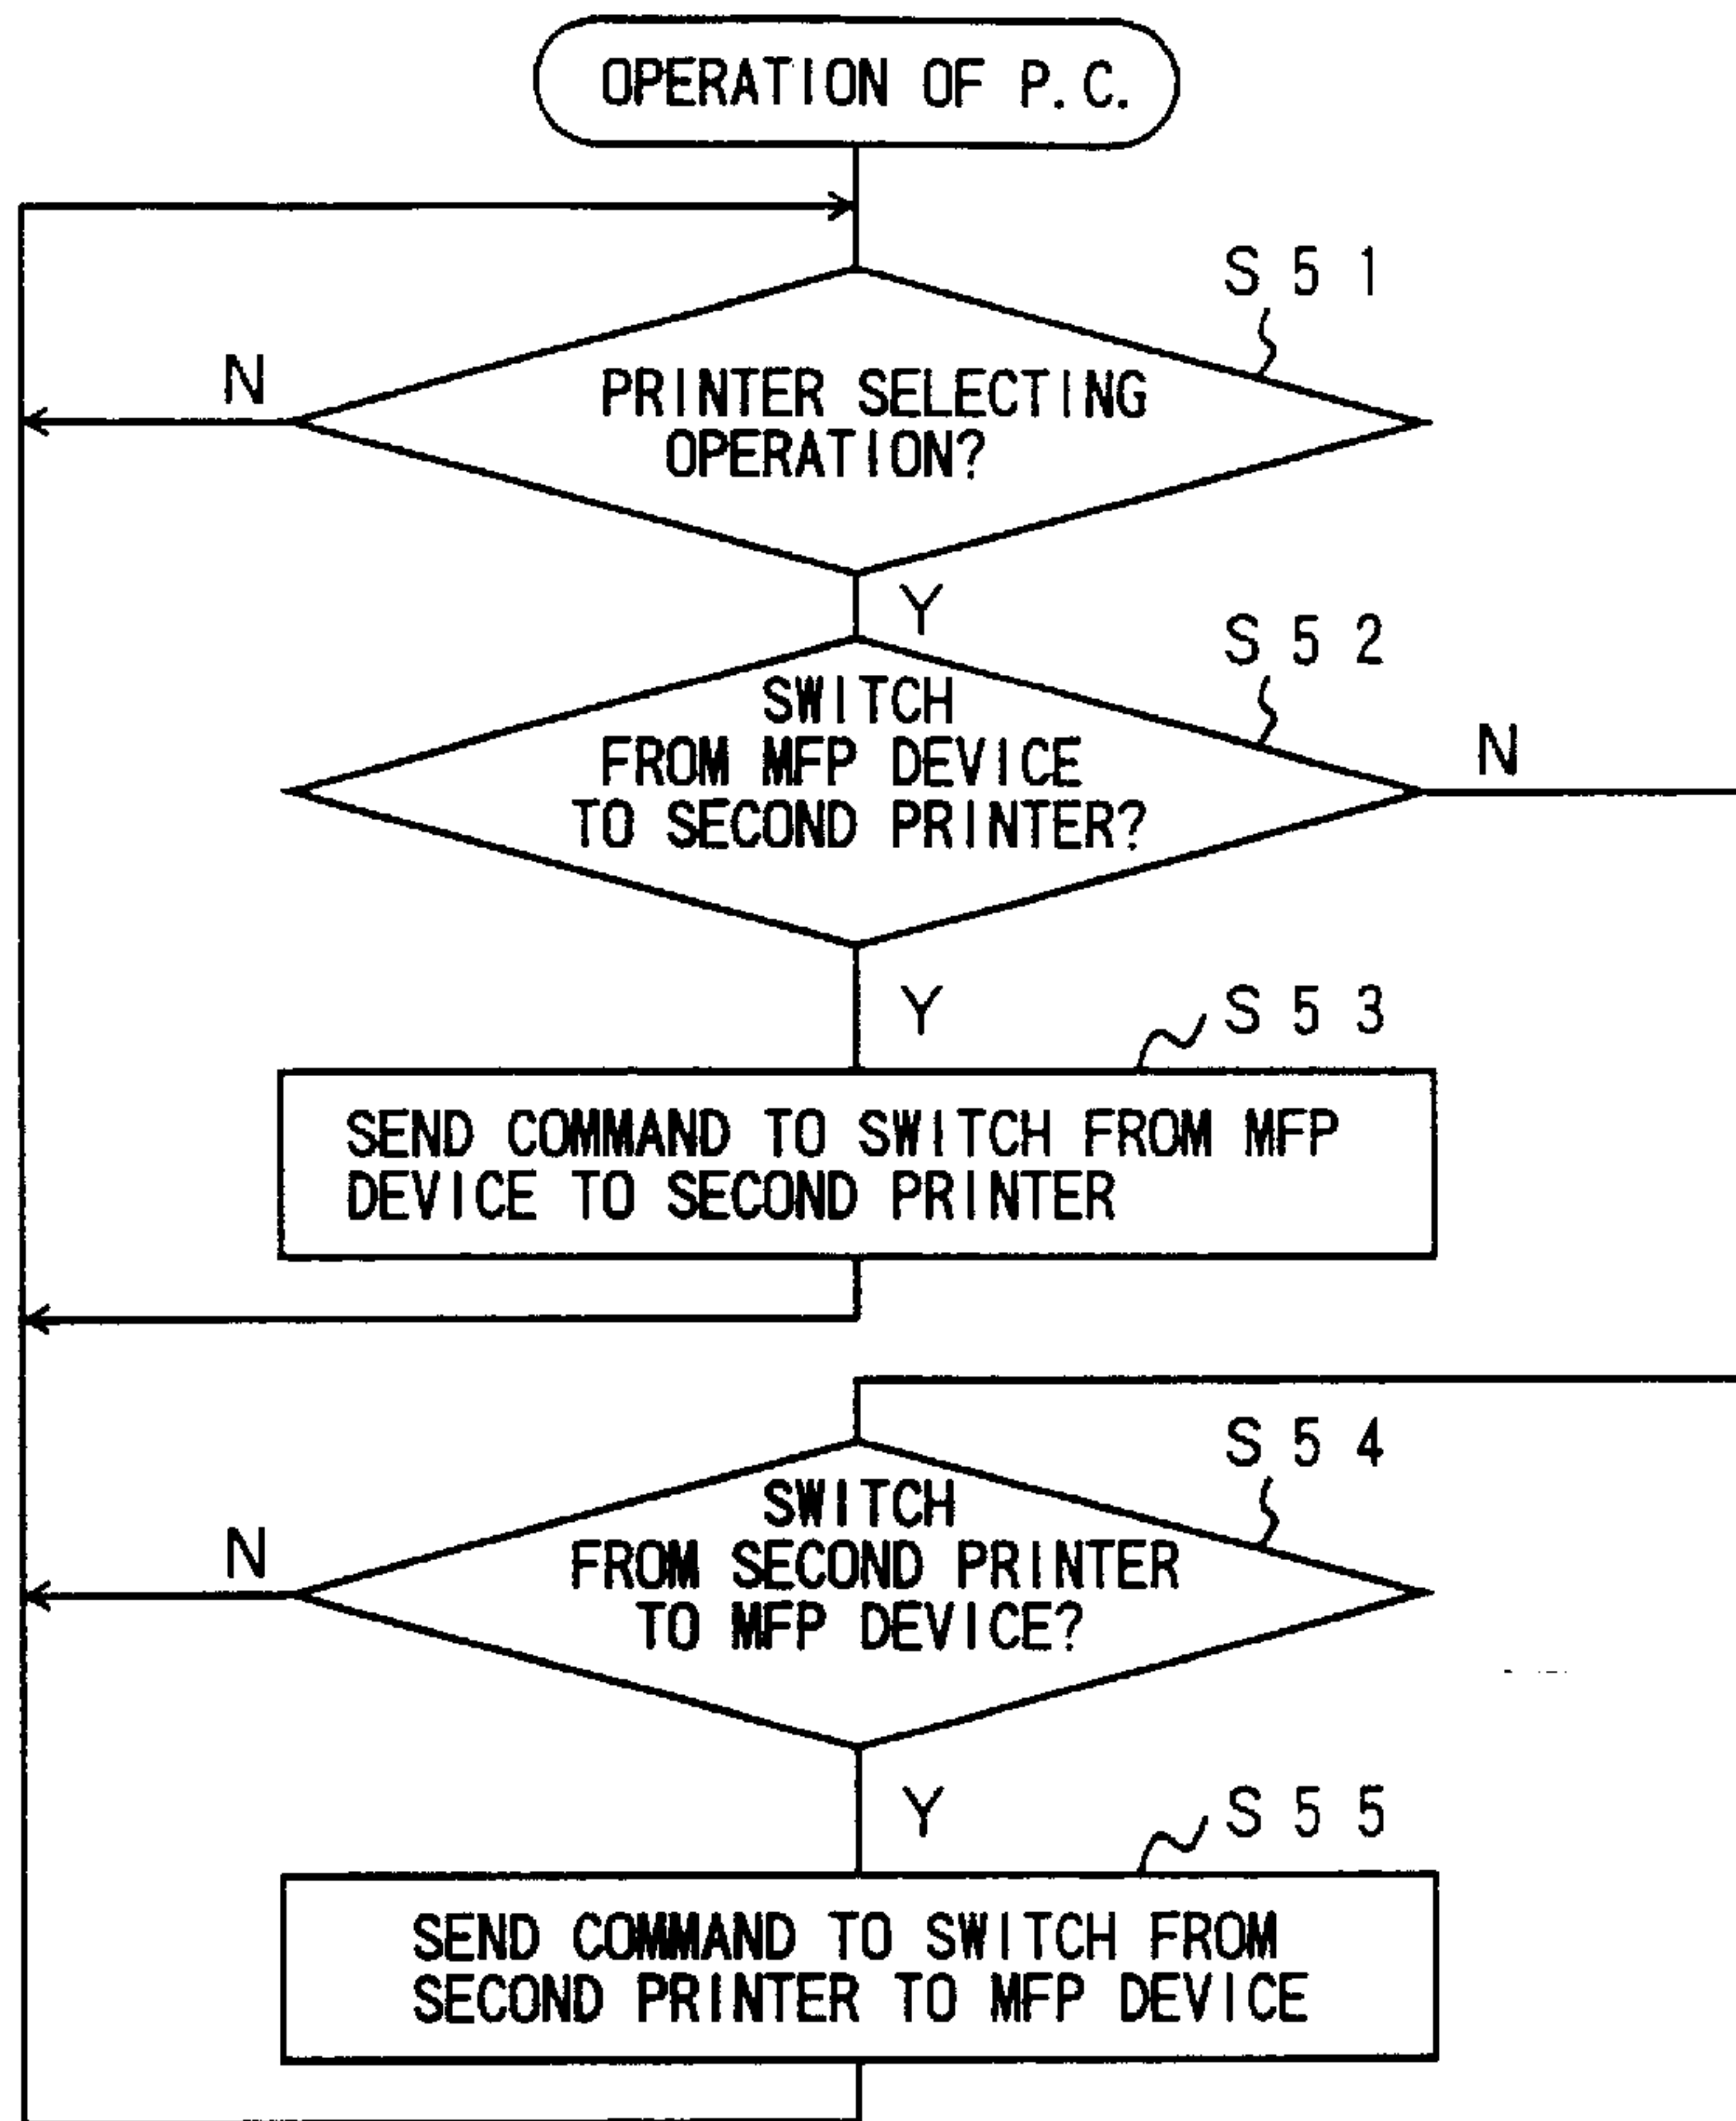 OPERATION OF P.C.
S51
N
PRINTER SELECTING
OPERATION?
Y
S52
SWITCH
FROM MFP DEVICE
TO SECOND PRINTER?
N
Y
S53
SEND COMMAND TO SWITCH FROM MFP
DEVICE TO SECOND PRINTER
S54
SWITCH
FROM SECOND PRINTER
TO MFP DEVICE?
N
Y
S55
SEND COMMAND TO SWITCH FROM
SECOND PRINTER TO MFP DEVICE